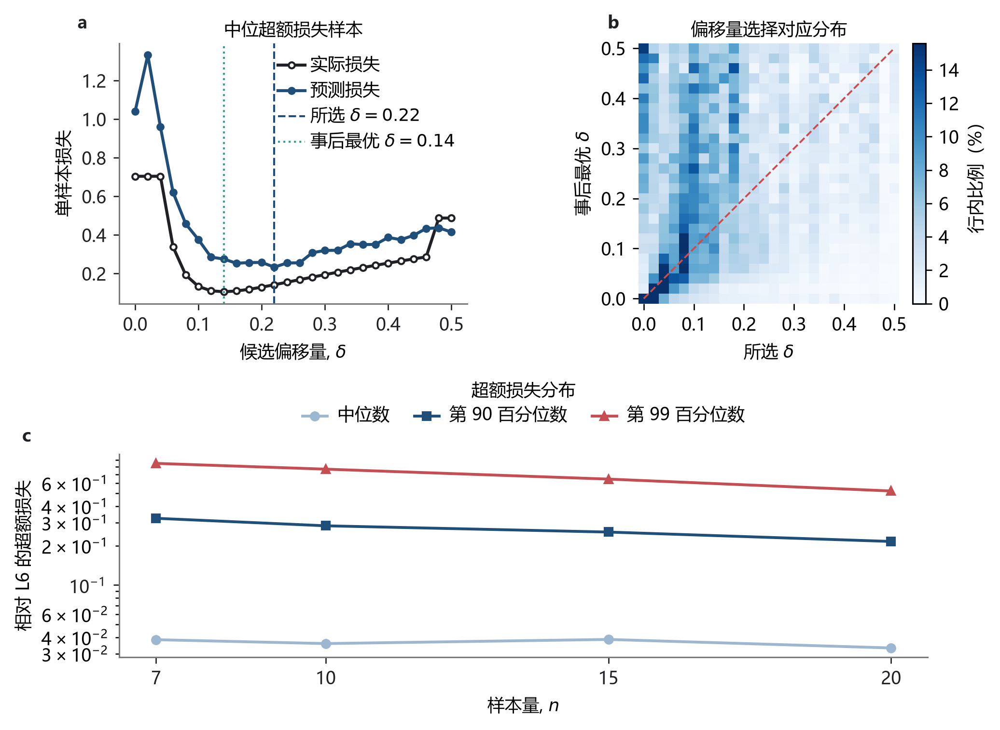 a
中位超额损失样本
实际损失
预测损失
所选 δ = 0.22
事后最优 δ = 0.14
单样本损失
1.2
1.0
0.8
0.6
0.4
0.2
0.0 0.1 0.2 0.3 0.4 0.5
候选偏移量, δ
b
偏移量选择对应分布
事后最优 δ
0.5
0.4
0.3
0.2
0.1
0.0
0.0 0.1 0.2 0.3 0.4 0.5
所选 δ
14
12
10
8
6
4
2
0
行内比例（%）
超额损失分布
中位数 第 90 百分位数 第 99 百分位数
c
相对 L6 的超额损失
6 × 10⁻¹
4 × 10⁻¹
3 × 10⁻¹
2 × 10⁻¹
10⁻¹
6 × 10⁻²
4 × 10⁻²
3 × 10⁻²
7 10 15 20
样本量, n